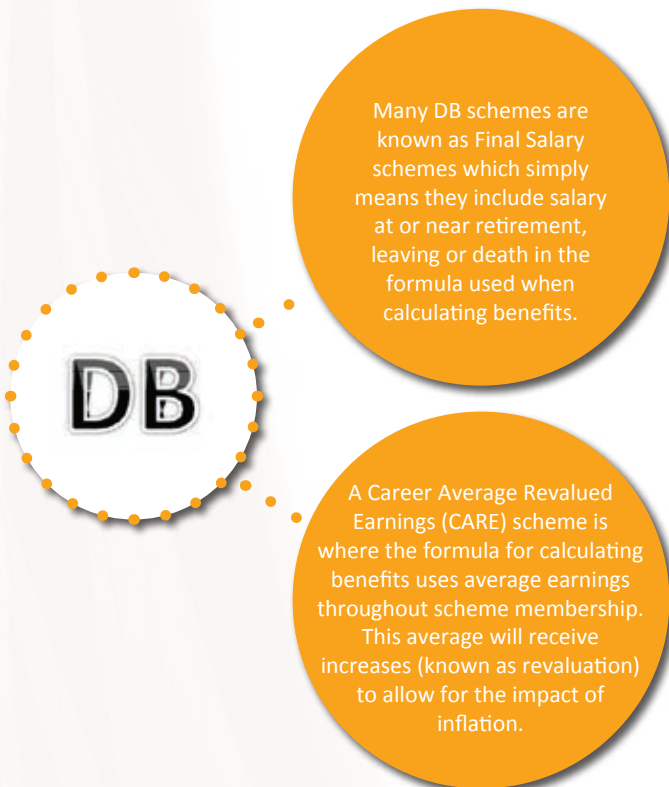 Many DB schemes are
known as Final Salary
schemes which simply
means they include salary
at or near retirement,
leaving or death in the
formula used when
calculating benefits.
DB
A Career Average Revalued
Earnings (CARE) scheme is
where the formula for calculating
benefits uses average earnings
throughout scheme membership.
This average will receive
increases (known as revaluation)
to allow for the impact of
inflation.